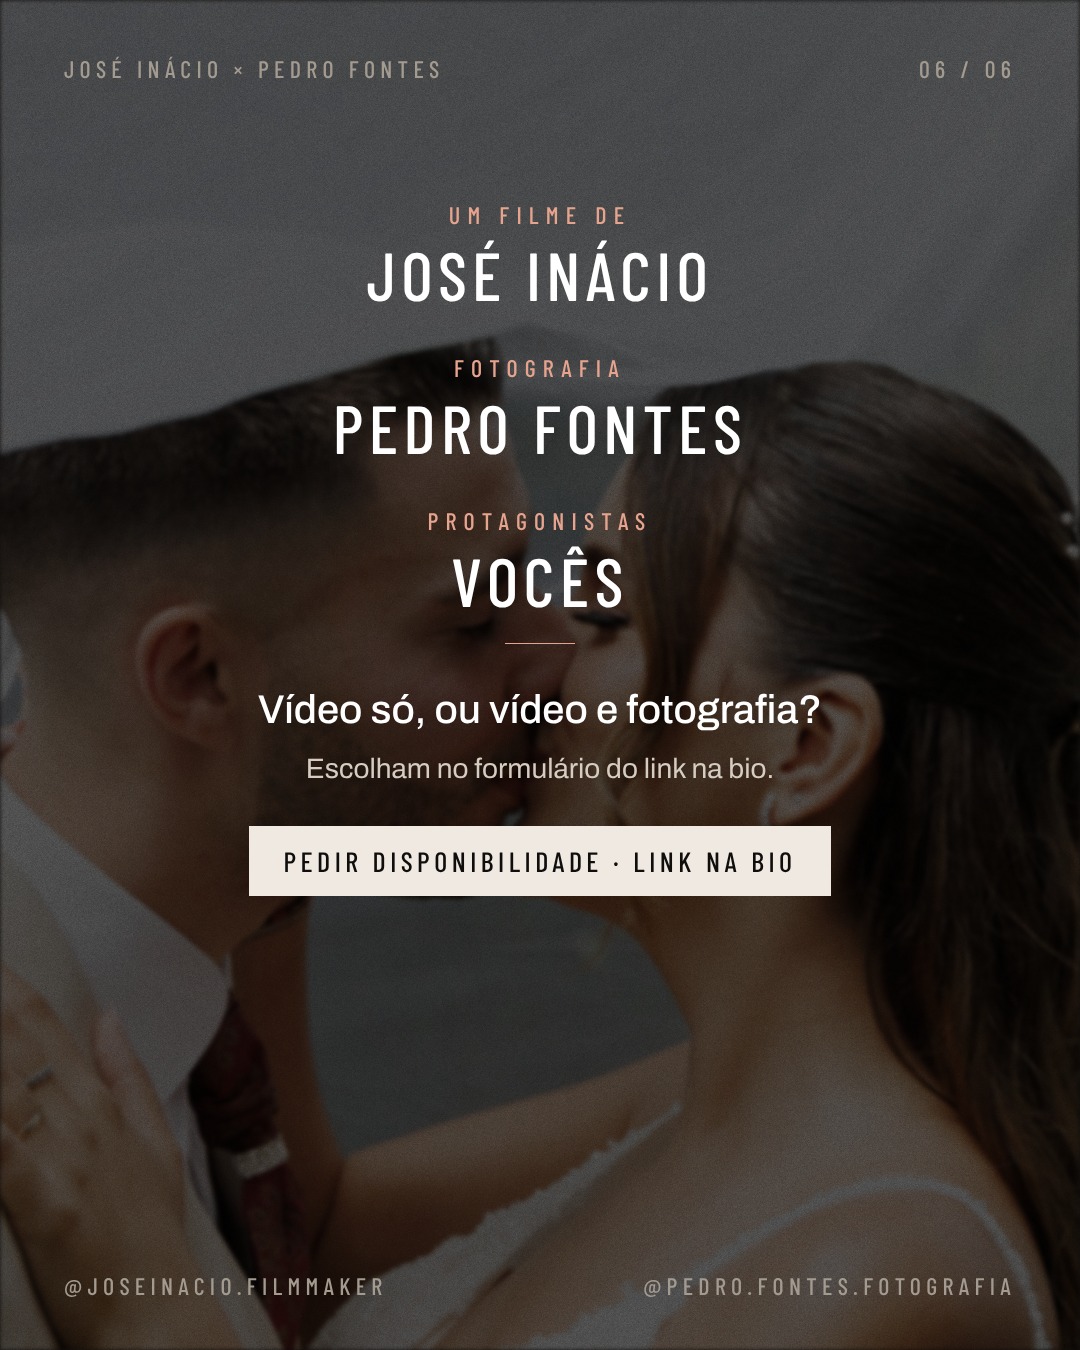 JOSÉ INÁCIO × PEDRO FONTES
06 / 06
UM FILME DE
JOSÉ INÁCIO
FOTOGRAFIA
PEDRO FONTES
PROTAGONISTAS
VOCÊS
Vídeo só, ou vídeo e fotografia?
Escolham no formulário do link na bio.
PEDIR DISPONIBILIDADE · LINK NA BIO
@JOSEINACIO.FILMMAKER
@PEDRO.FONTES.FOTOGRAFIA